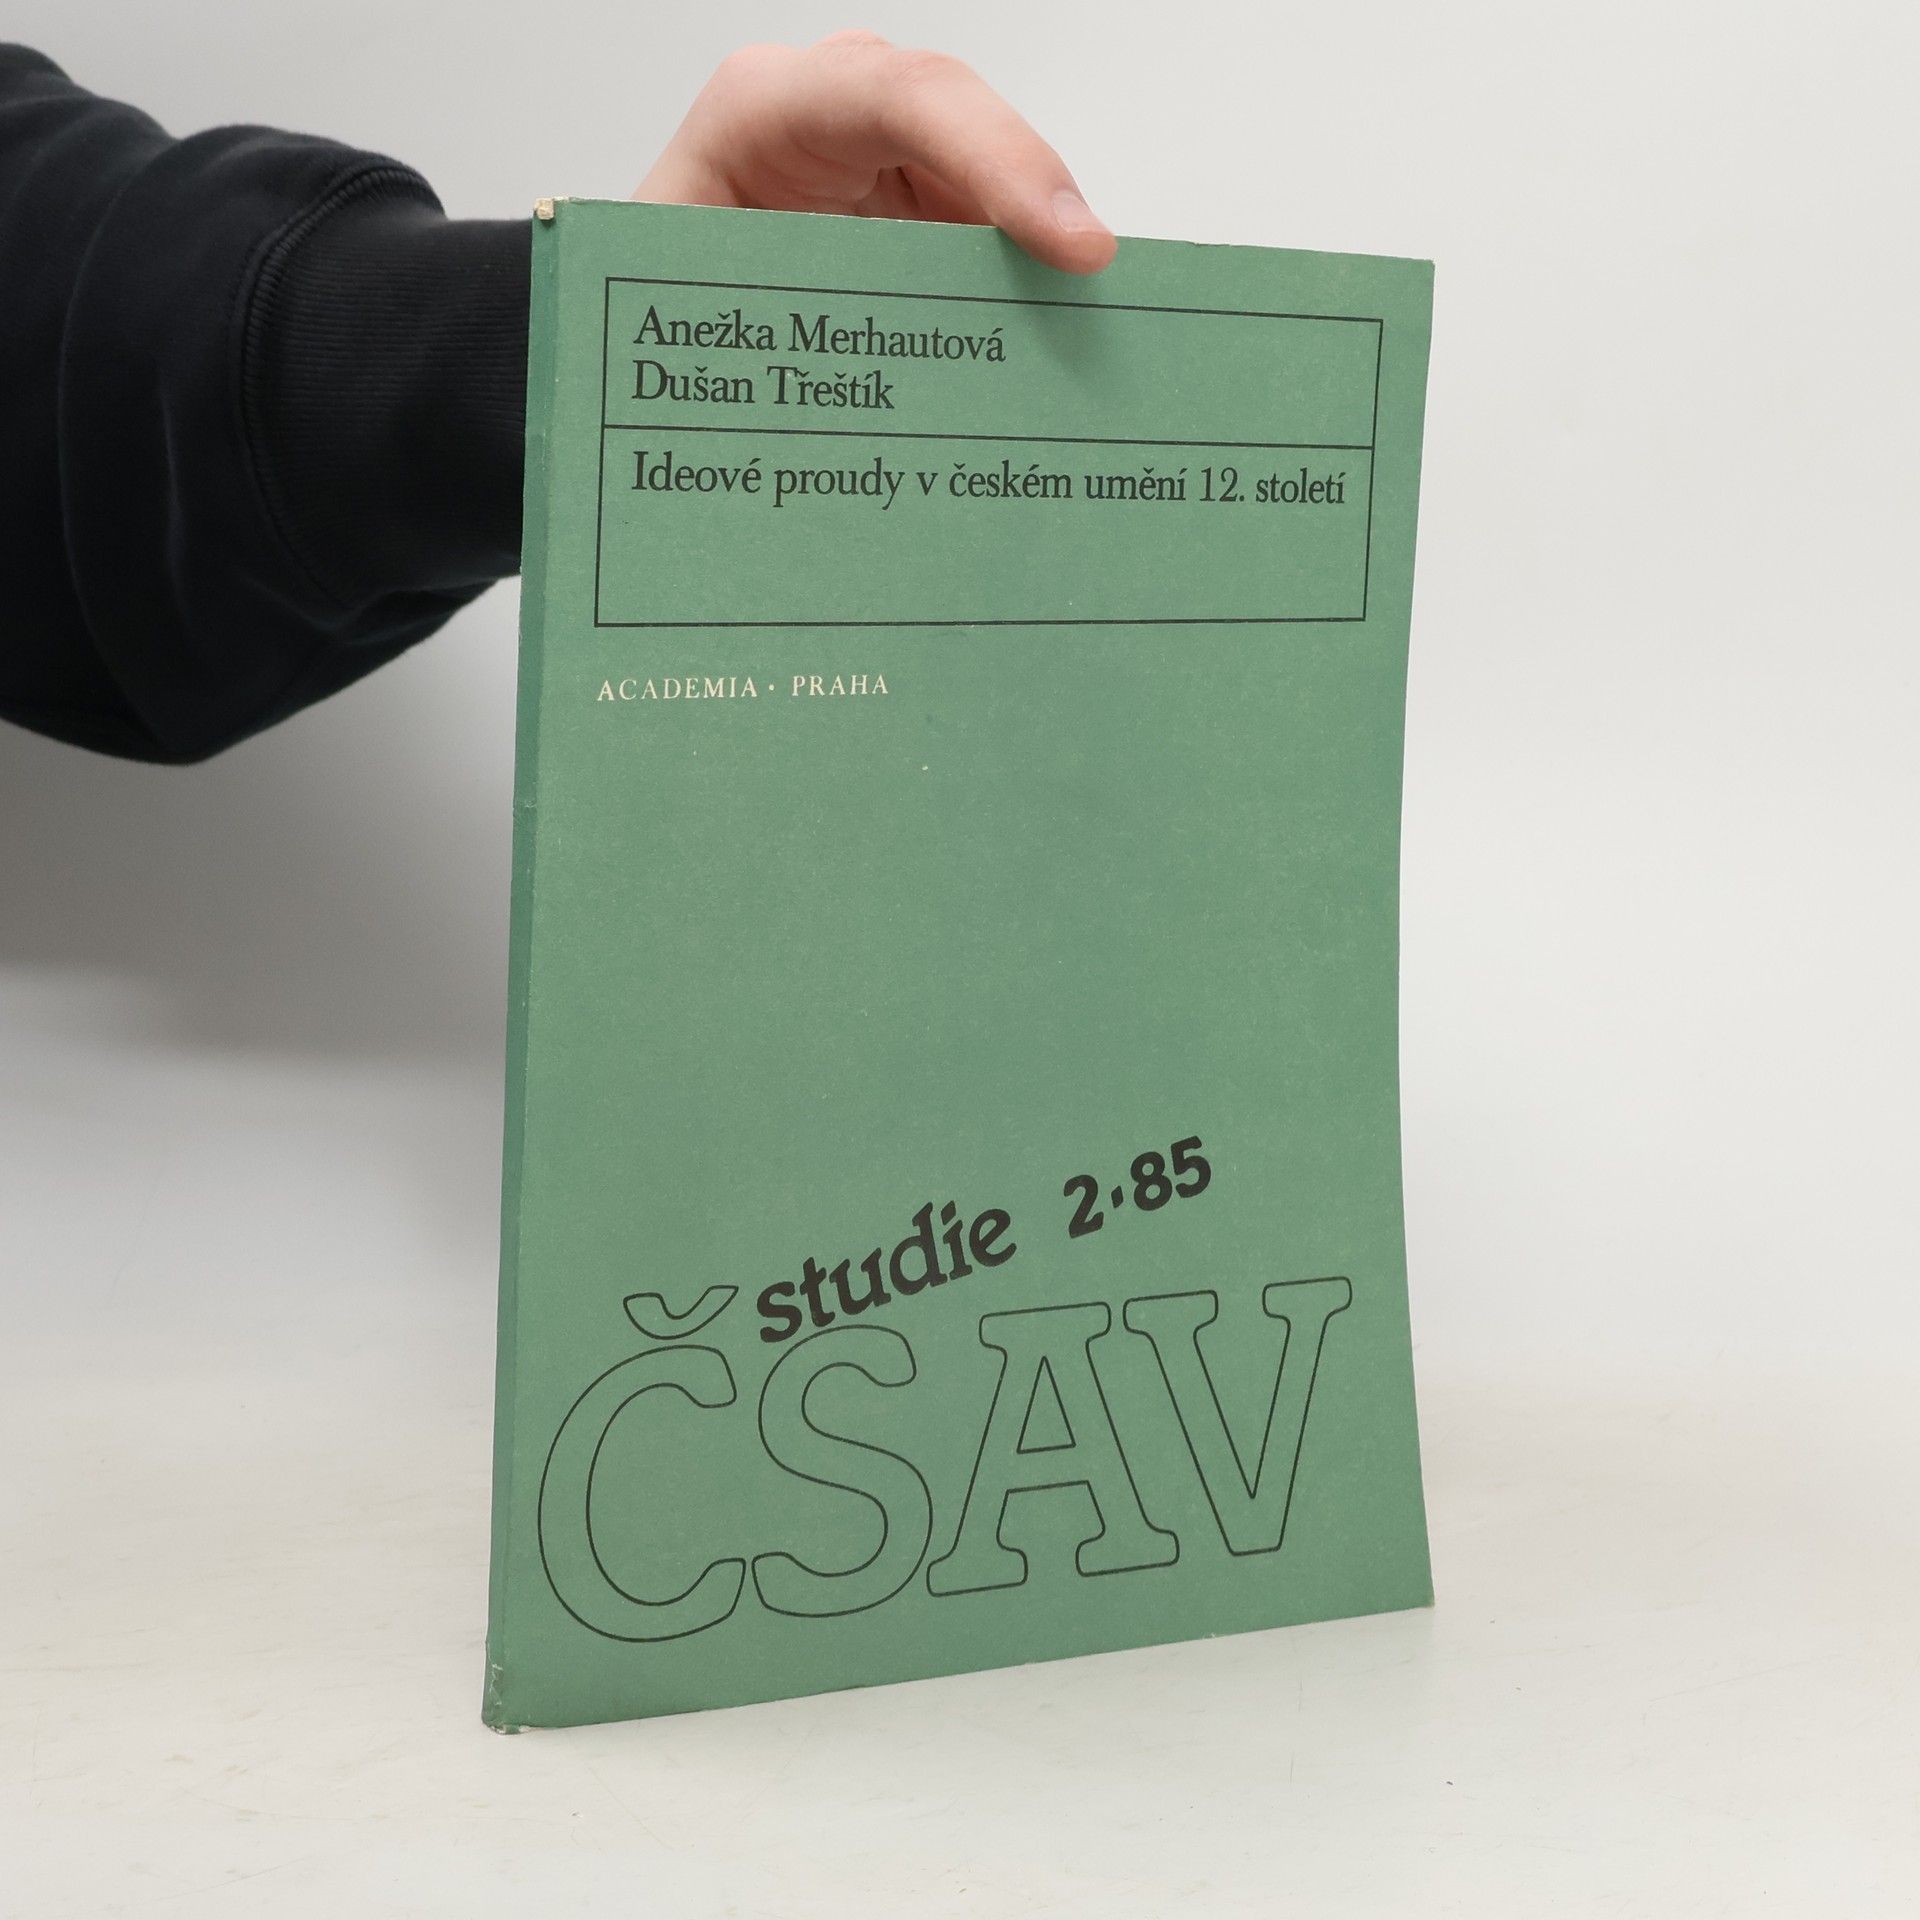 Anežka Merhautová
Dušan Třeštík
Ideové proudy v českém umění 12. století
ACADEMIA · PRAHA
studie 2·85
ČSAV